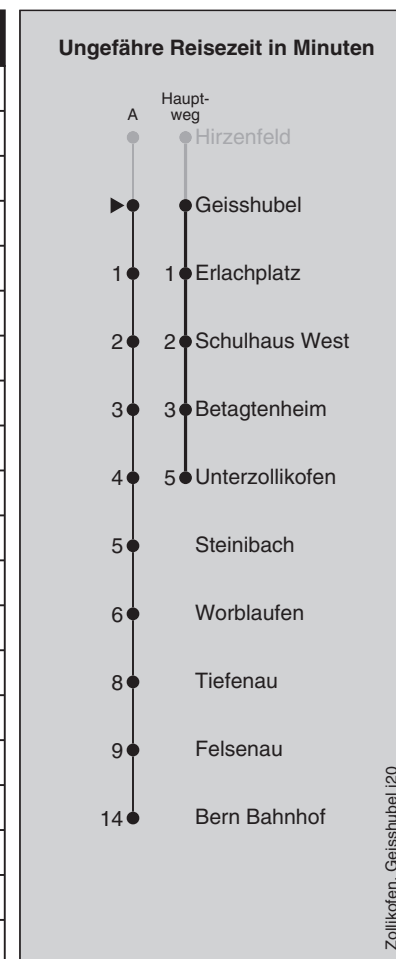 Ungefähre Reisezeit in Minuten
A Haupt-
weg
Hirzenfeld
Geisshubel
1 1 Erlachplatz
2 2 Schulhaus West
3 3 Betagtenheim
4 5 Unterzollikofen
5 Steinibach
6 Worblaufen
8 Tiefenau
9 Felsenau
14 Bern Bahnhof
Zollikofen, Geisshubel i20